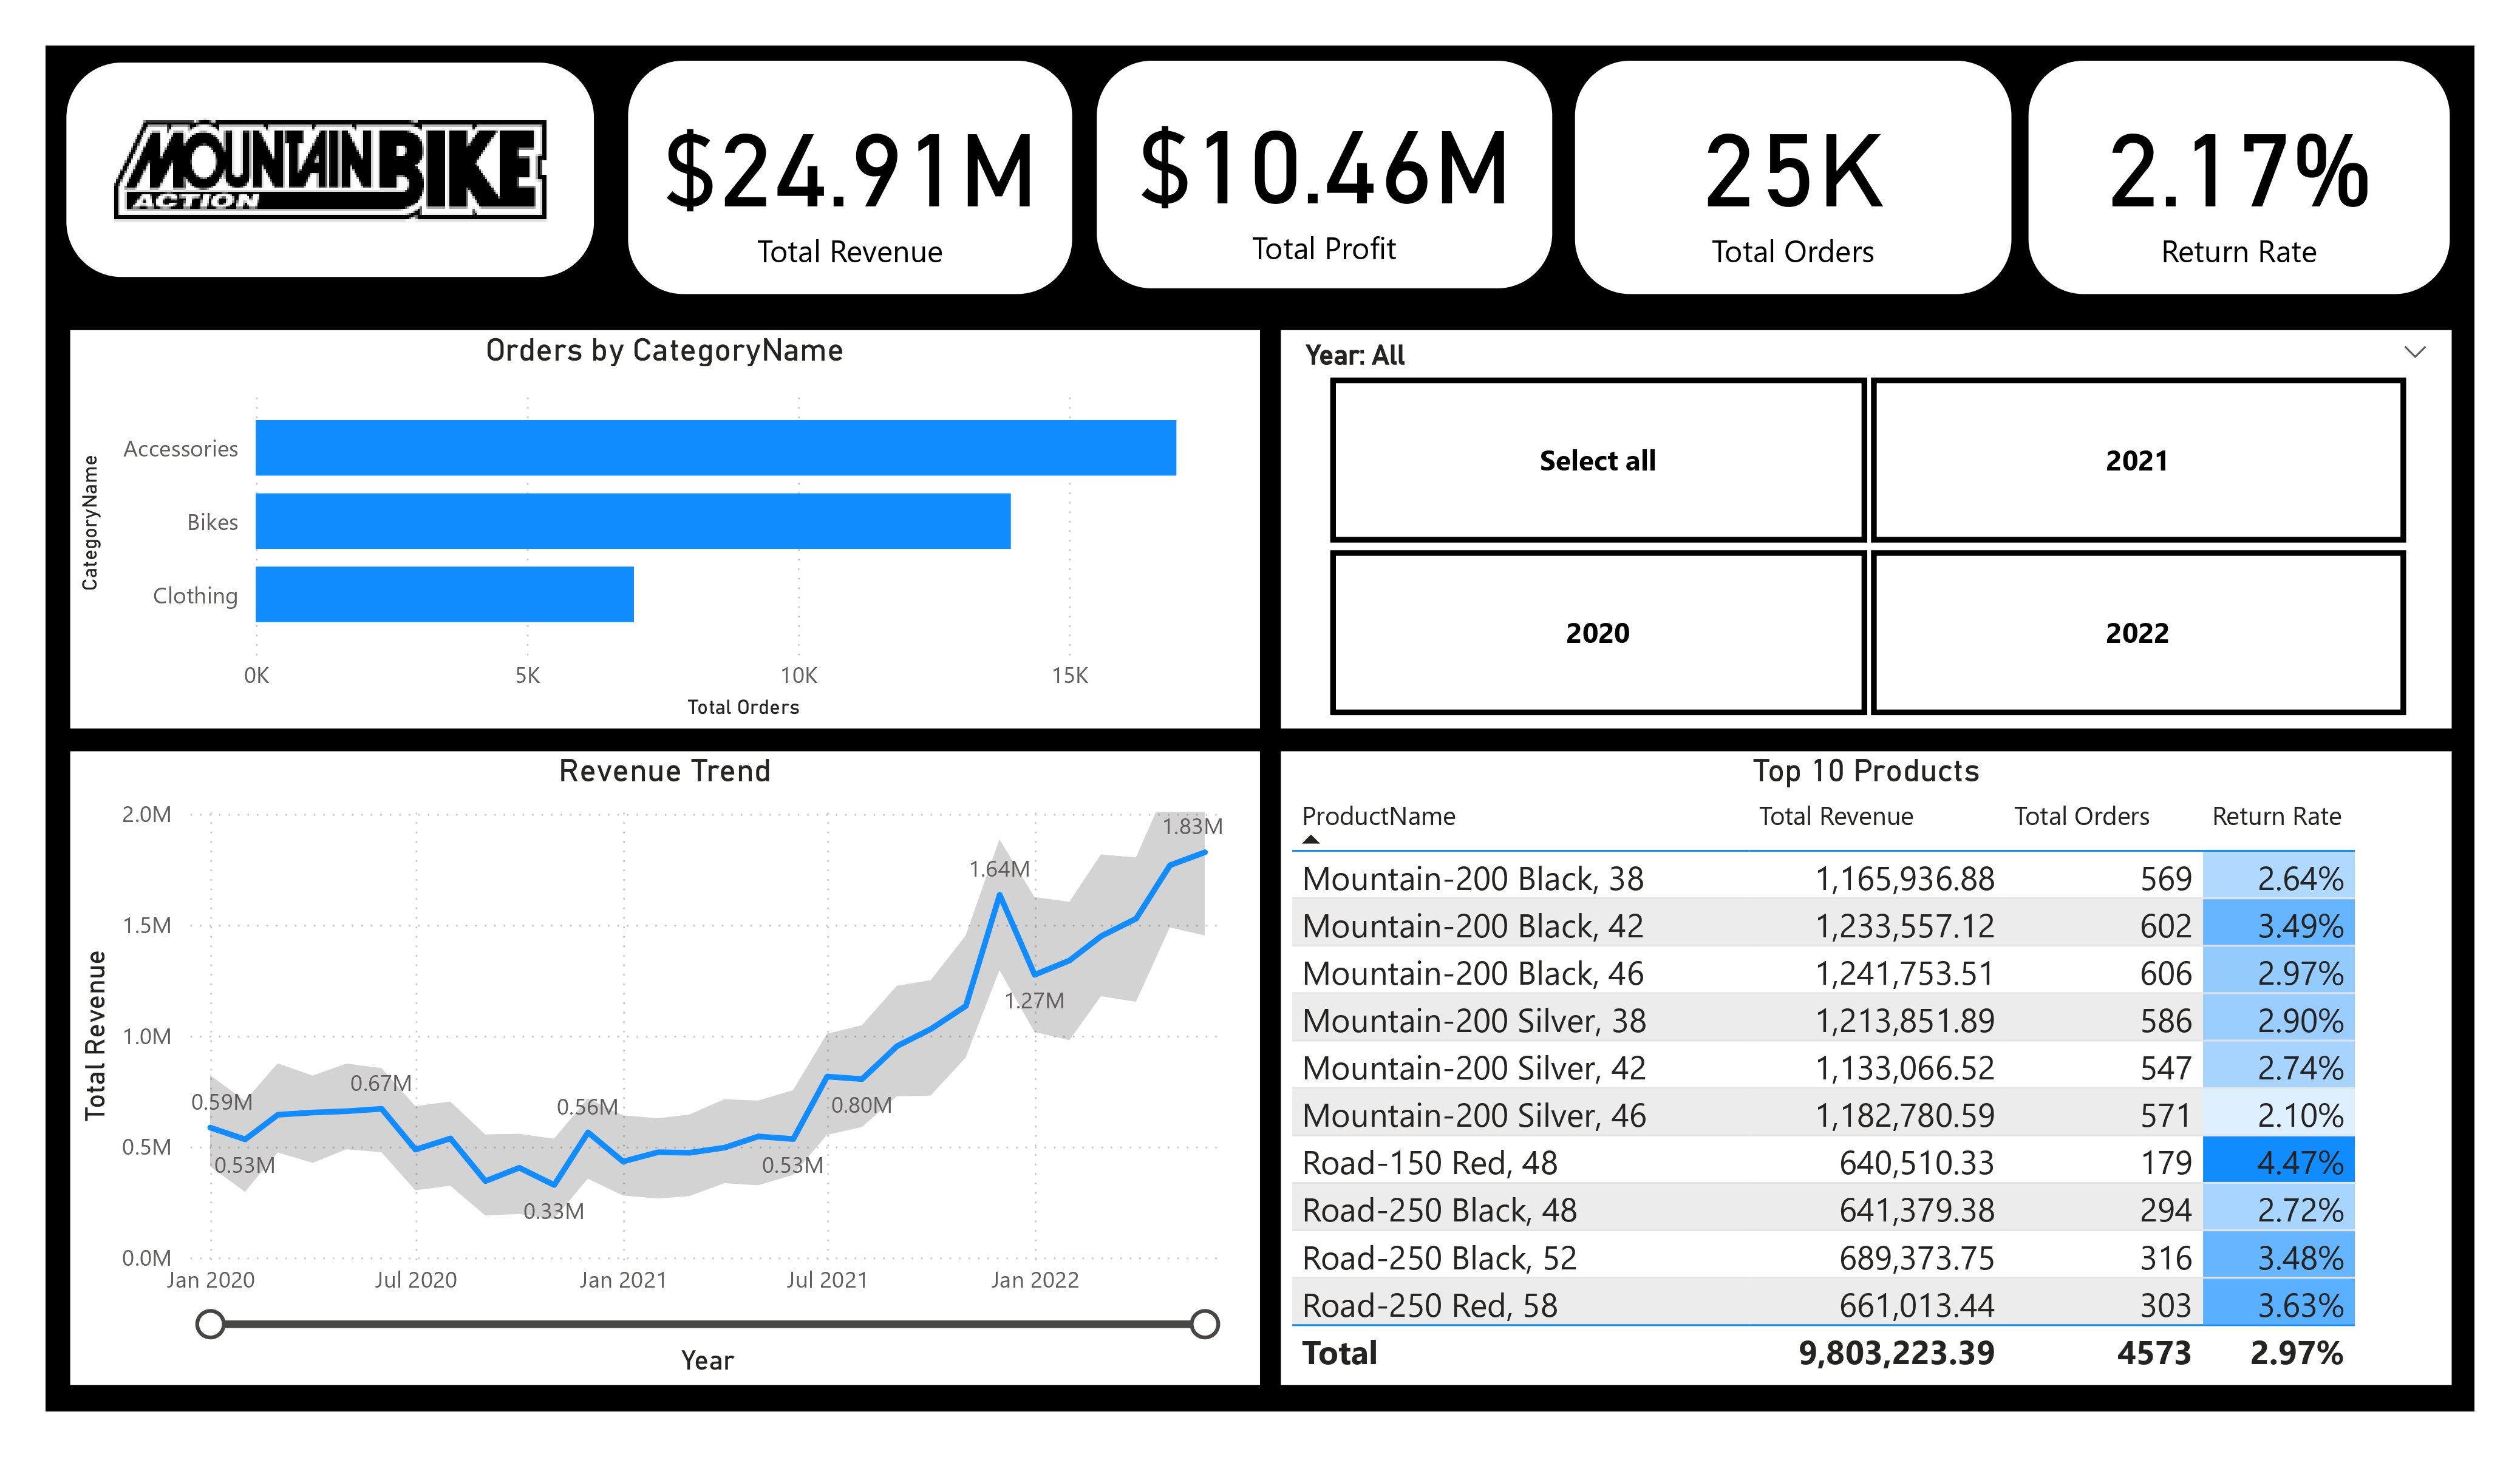 MOUNTAIN BIKE
ACTION
$24.91M
Total Revenue
$10.46M
Total Profit
25K
Total Orders
2.17%
Return Rate
Orders by CategoryName
CategoryName
Accessories
Bikes
Clothing
0K 5K 10K 15K
Total Orders
Year: All
Select all
2021
2020
2022
Revenue Trend
Total Revenue
2.0M
1.5M
1.0M
0.5M
0.0M
0.59M
0.53M
0.67M
0.33M
0.56M
0.53M
0.80M
1.64M
1.27M
1.83M
Jan 2020 Jul 2020 Jan 2021 Jul 2021 Jan 2022
Year
Top 10 Products
ProductName Total Revenue Total Orders Return Rate
Mountain-200 Black, 38 1,165,936.88 569 2.64%
Mountain-200 Black, 42 1,233,557.12 602 3.49%
Mountain-200 Black, 46 1,241,753.51 606 2.97%
Mountain-200 Silver, 38 1,213,851.89 586 2.90%
Mountain-200 Silver, 42 1,133,066.52 547 2.74%
Mountain-200 Silver, 46 1,182,780.59 571 2.10%
Road-150 Red, 48 640,510.33 179 4.47%
Road-250 Black, 48 641,379.38 294 2.72%
Road-250 Black, 52 689,373.75 316 3.48%
Road-250 Red, 58 661,013.44 303 3.63%
Total 9,803,223.39 4573 2.97%